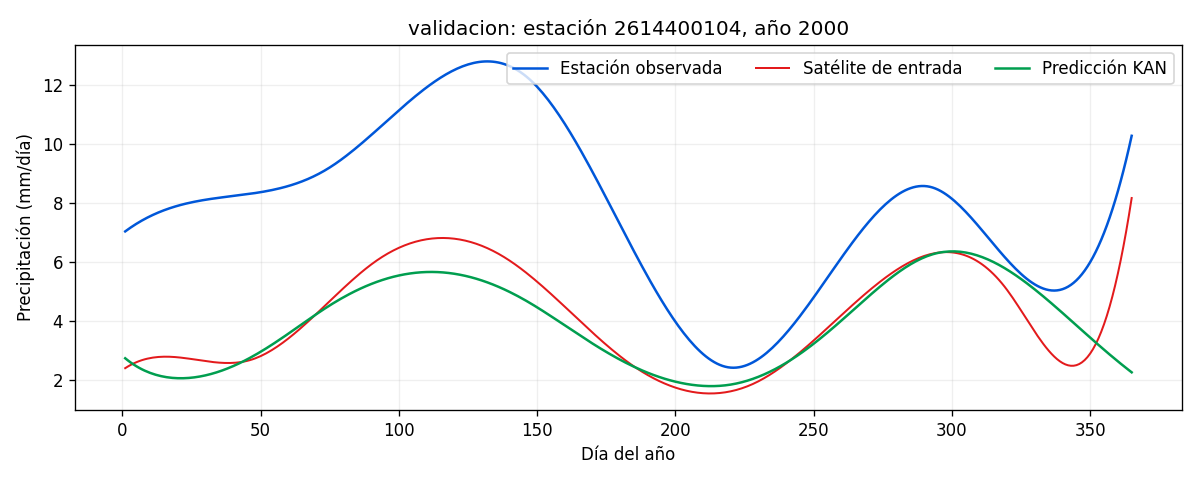 validacion: estación 2614400104, año 2000
Estación observada
Satélite de entrada
Predicción KAN
Precipitación (mm/día)
12
10
8
6
4
2
0
50
100
150
200
250
300
350
Día del año